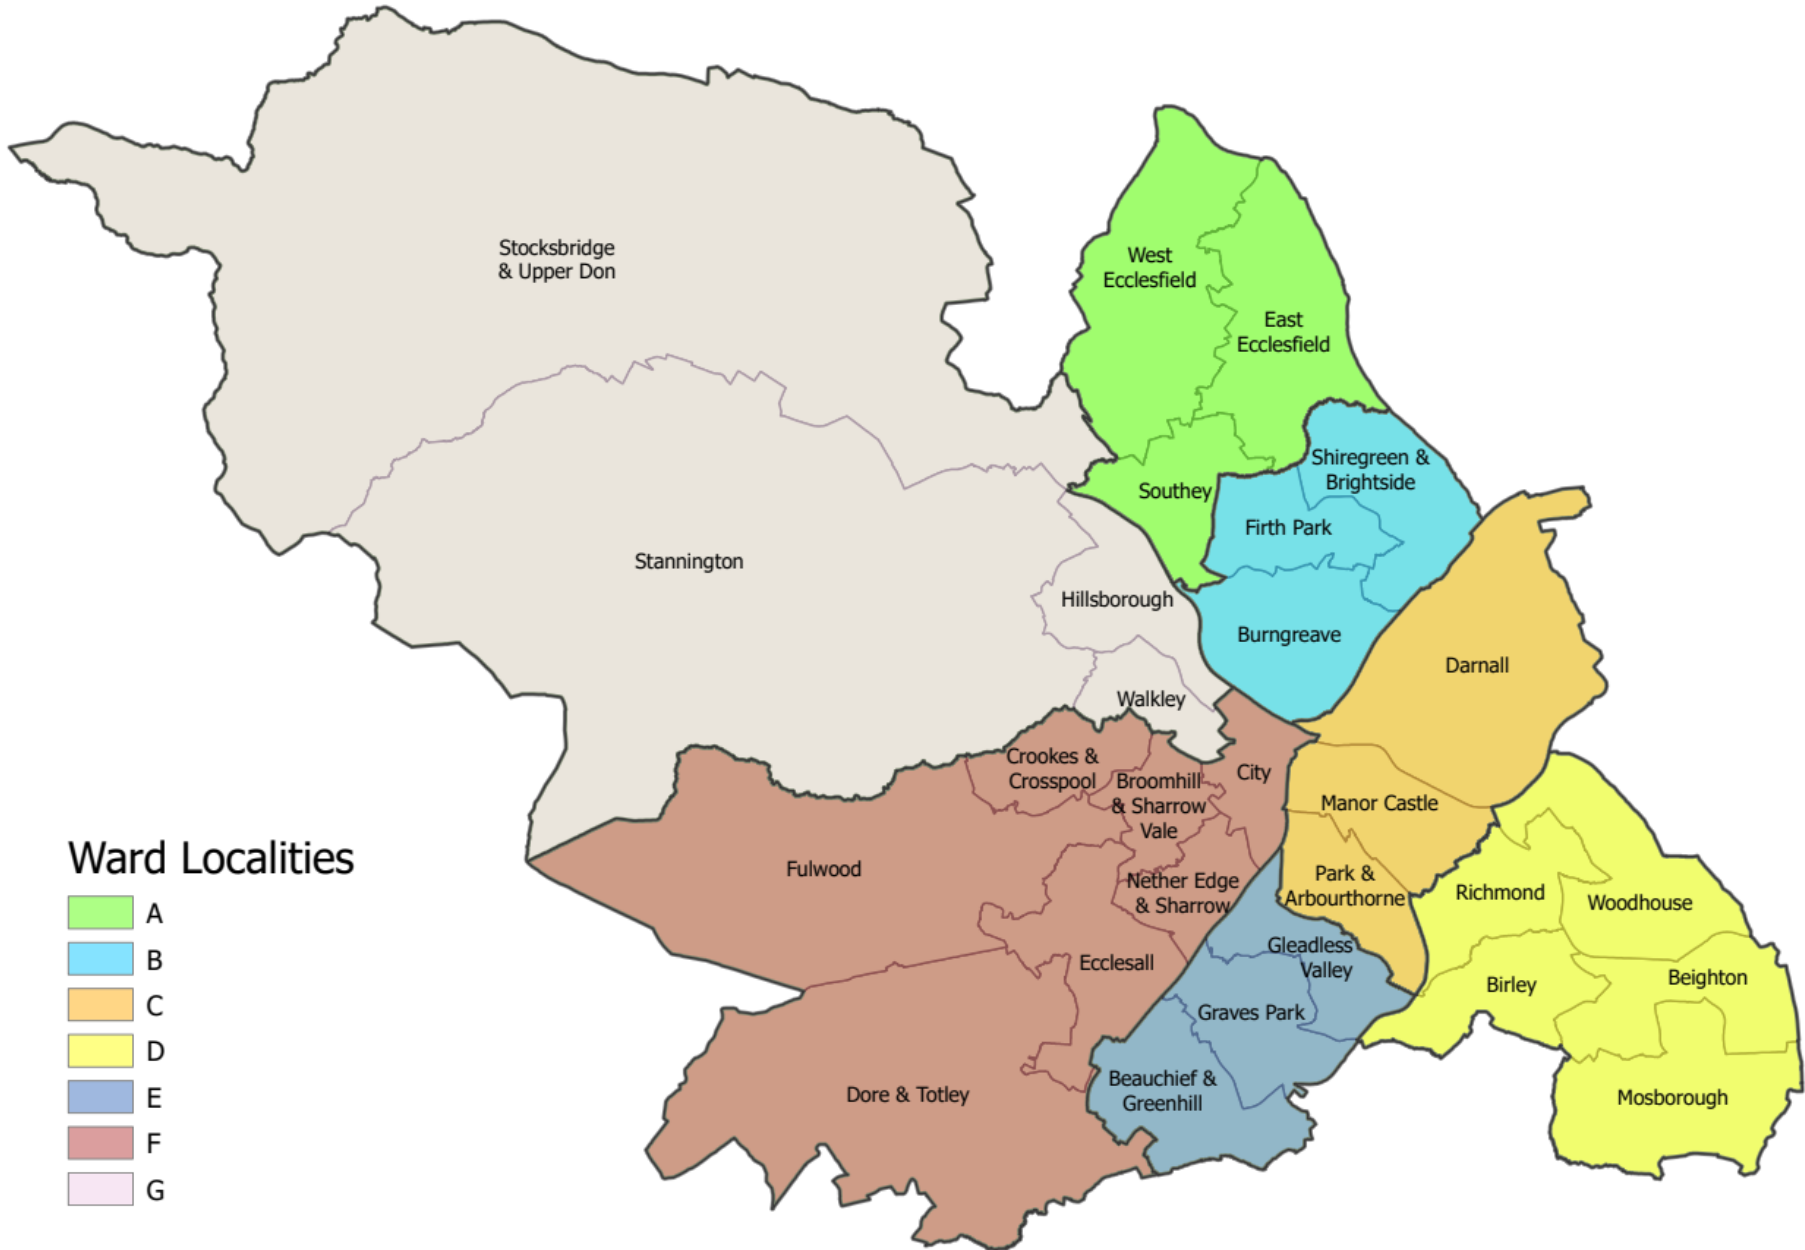 Stocksbridge
& Upper Don
West
Ecclesfield
East
Ecclesfield
Shiregreen &
Brightside
Southey
Firth Park
Stannington
Hillsborough
Burngreave
Darnall
Walkley
Crookes &
Crosspool
Broomhill
& Sharrow
Vale
City
Manor Castle
Fulwood
Nether Edge
& Sharrow
Park &
Arbourthorne
Richmond
Woodhouse
Ecclesall
Gleadless
Valley
Birley
Beighton
Graves Park
Dore & Totley
Beauchief &
Greenhill
Mosborough
Ward Localities
A
B
C
D
E
F
G